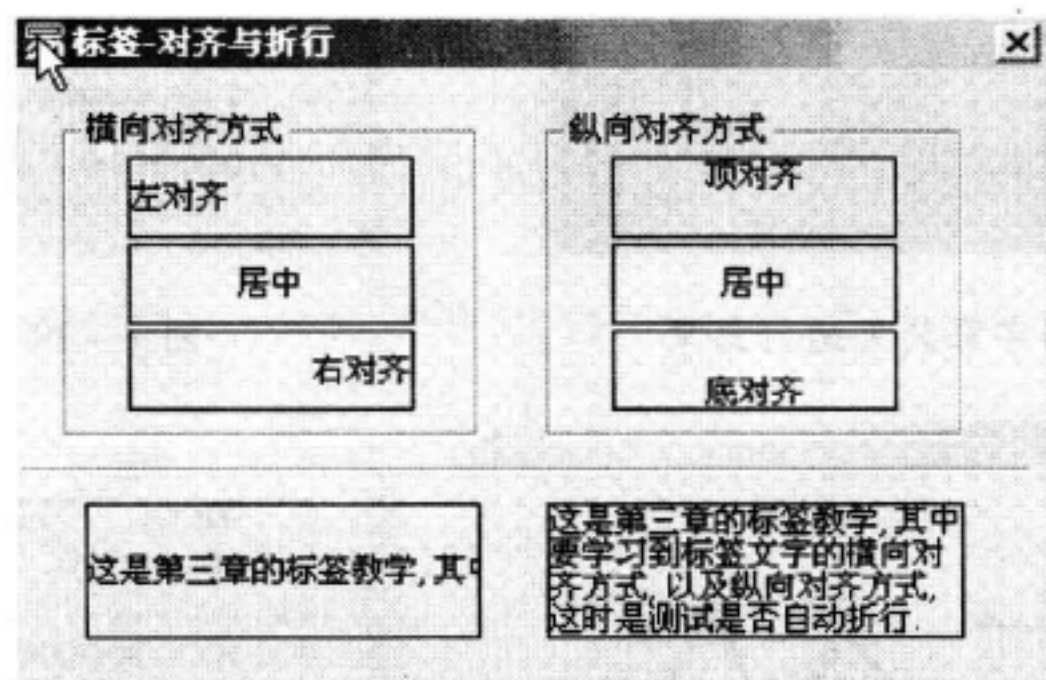 标签-对齐与折行
横向对齐方式
左对齐
居中
右对齐
纵向对齐方式
顶对齐
居中
底对齐
这是第三章的标签教学,其
这是第三章的标签教学,其中
要学习到标签文字的横向对
齐方式,以及纵向对齐方式,
这时是测试是否自动折行.